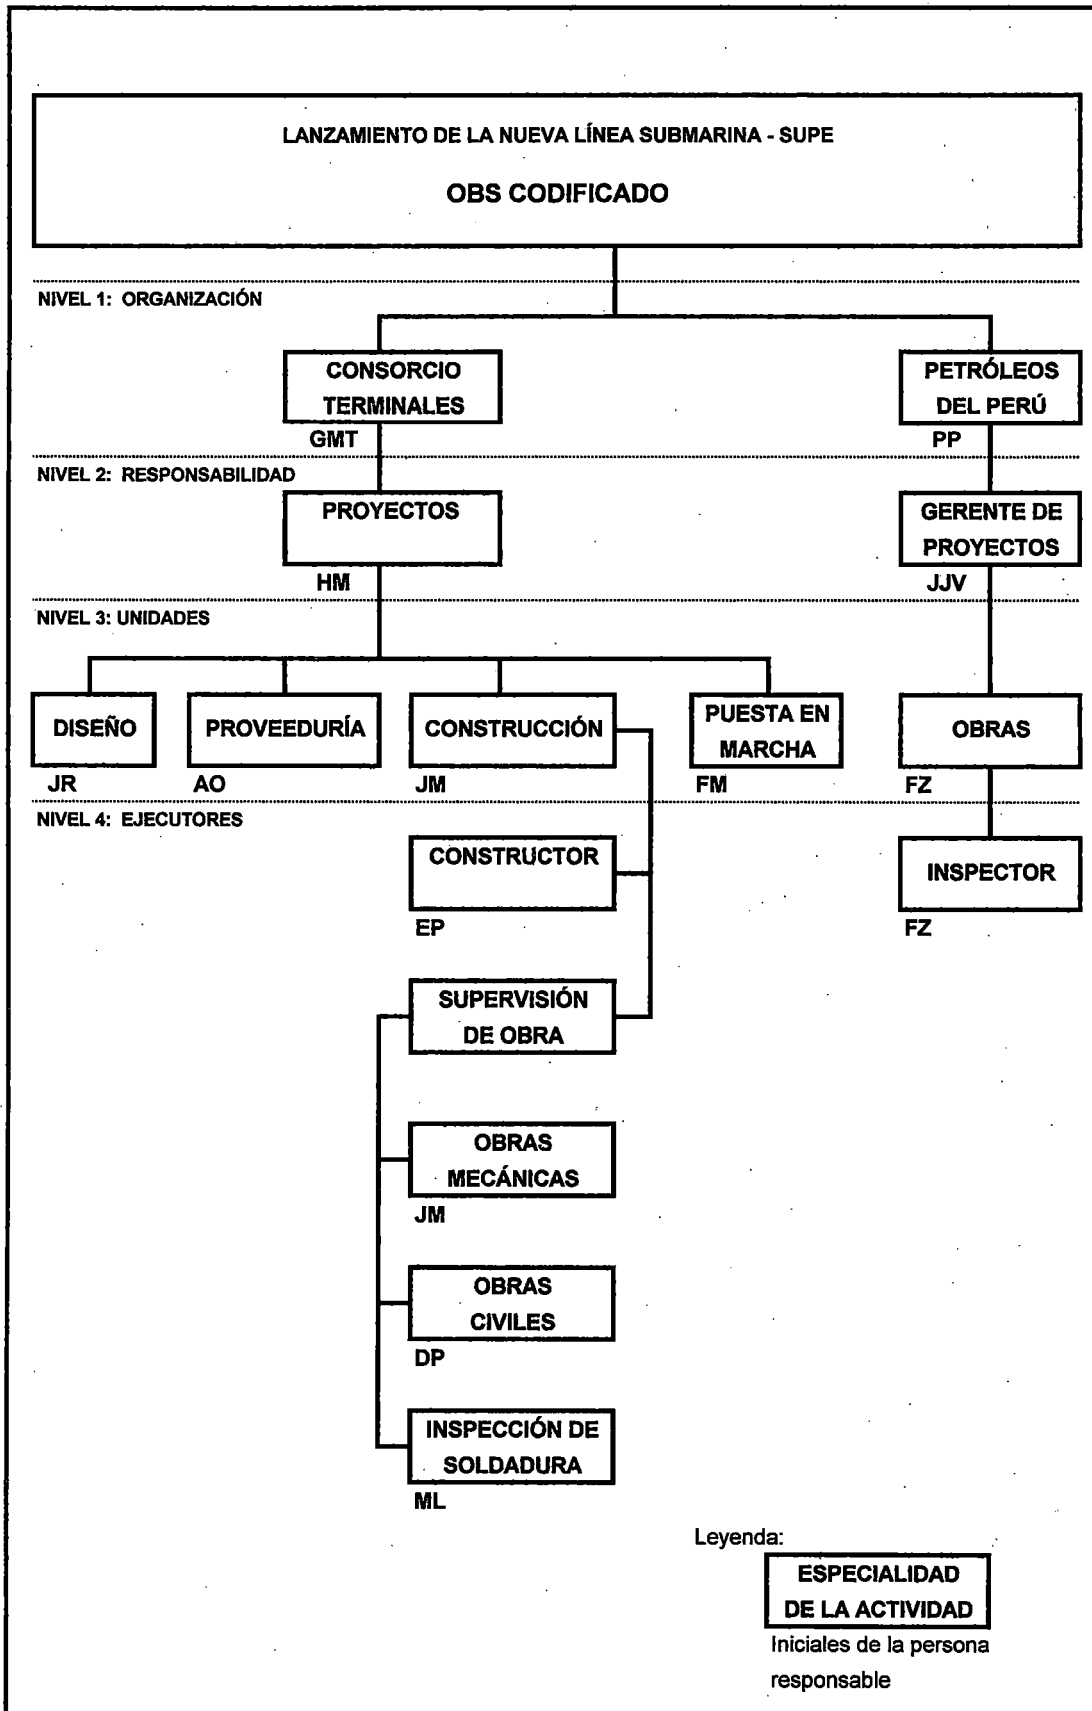 LANZAMIENTO DE LA NUEVA LÍNEA SUBMARINA - SUPE
OBS CODIFICADO
NIVEL 1: ORGANIZACIÓN
CONSORCIO
TERMINALES
GMT
PETRÓLEOS
DEL PERÚ
PP
NIVEL 2: RESPONSABILIDAD
PROYECTOS
HM
GERENTE DE
PROYECTOS
JJV
NIVEL 3: UNIDADES
DISEÑO
JR
PROVEEDURÍA
AO
CONSTRUCCIÓN
JM
PUESTA EN
MARCHA
FM
OBRAS
FZ
NIVEL 4: EJECUTORES
CONSTRUCTOR
EP
INSPECTOR
FZ
SUPERVISIÓN
DE OBRA
OBRAS
MECÁNICAS
JM
OBRAS
CIVILES
DP
INSPECCIÓN DE
SOLDADURA
ML
Leyenda:
ESPECIALIDAD
DE LA ACTIVIDAD
Iniciales de la persona
responsable